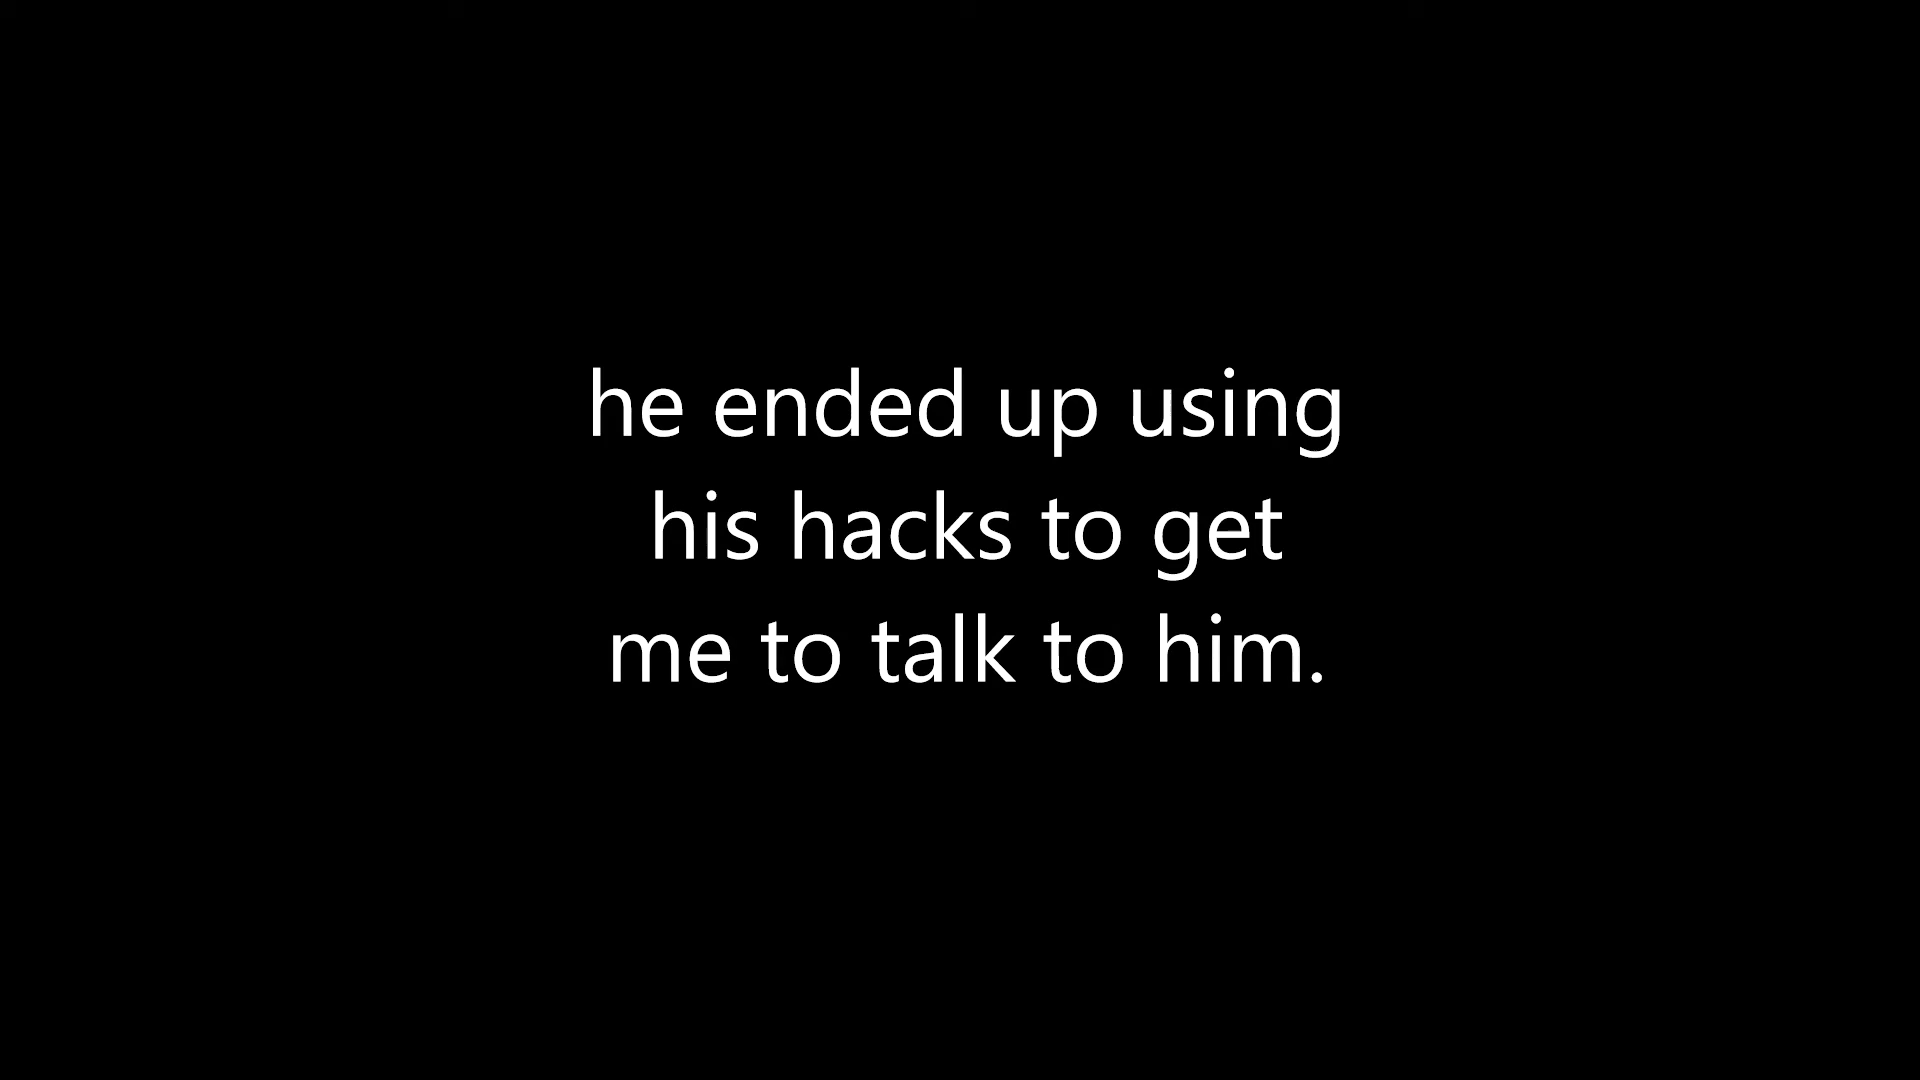 he ended up using
his hacks to get
me to talk to him.